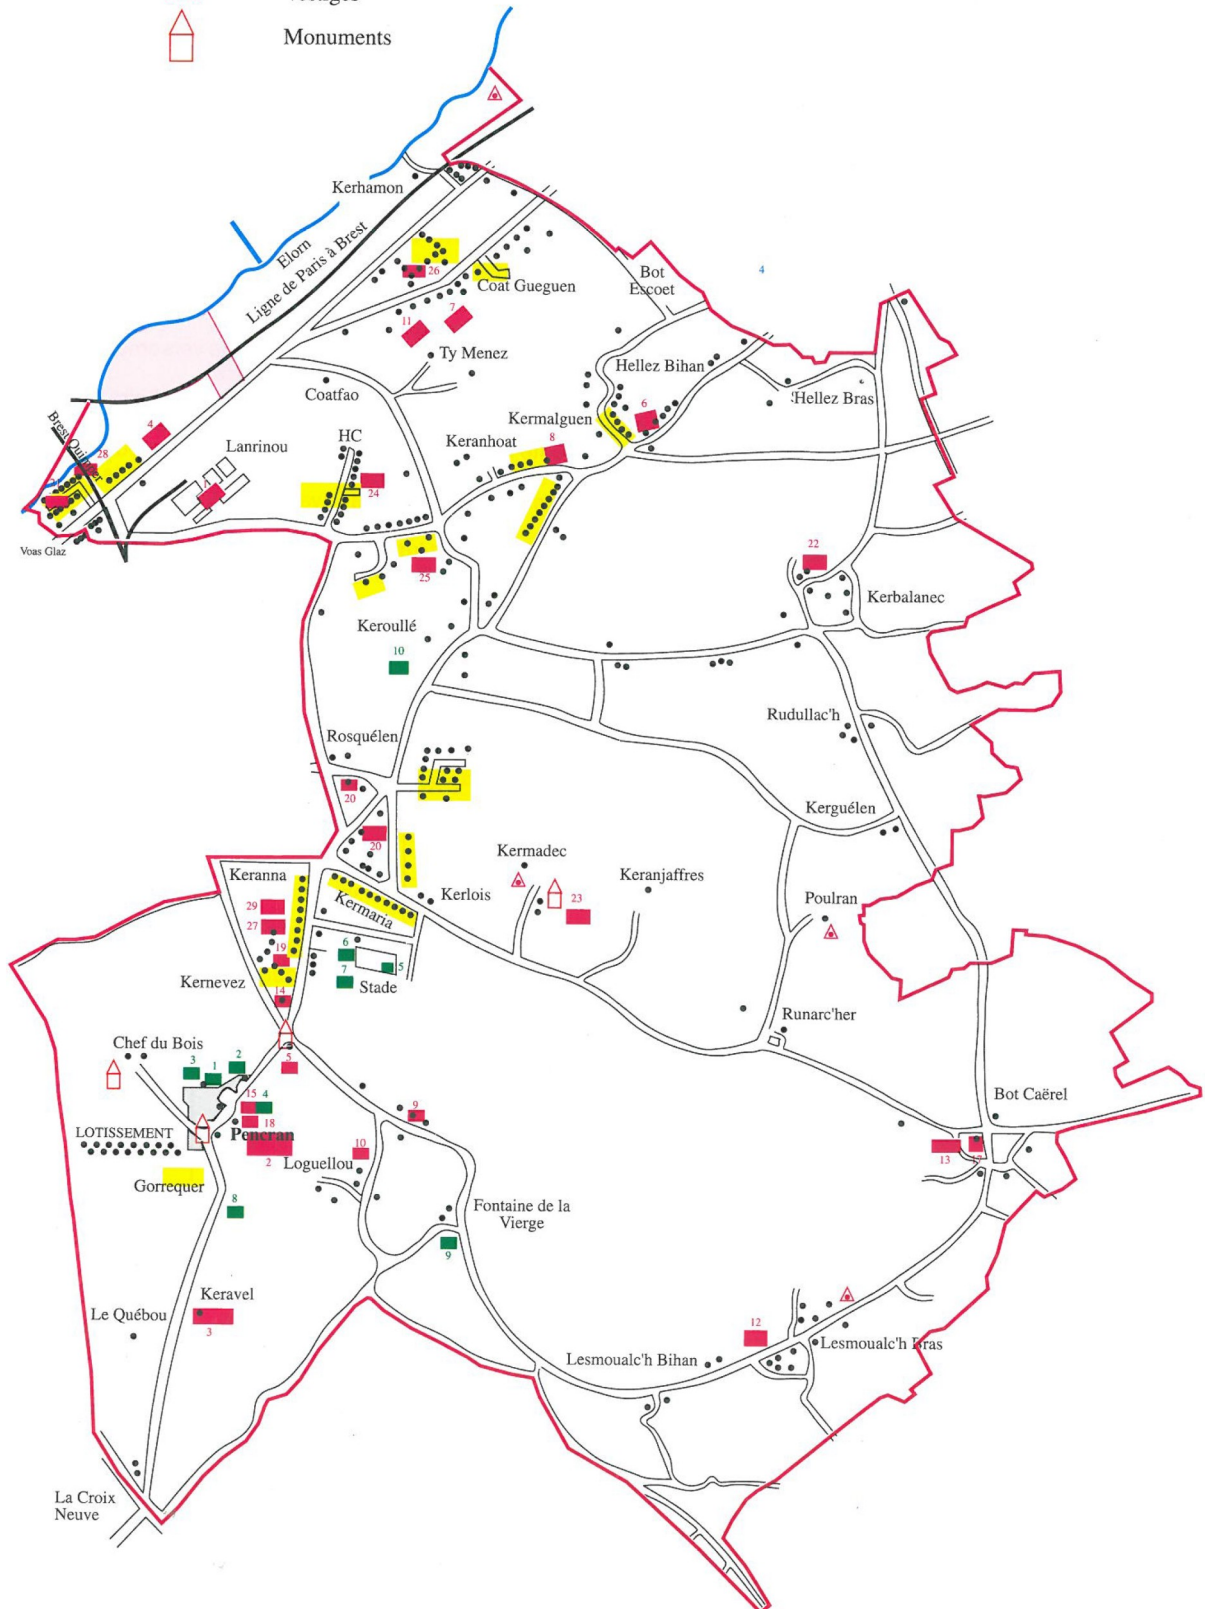 Monuments
Kerhamon
Elorn
Ligne de Paris à Brest
26
Coat Gueguen
Bot
Escoet
4
11
7
Ty Menez
Hellez Bihan
Hellez Bras
Coatfao
Kermalguen
6
Brest Quimper
28
4
Lanrinou
HC
Keranhoat
8
24
Voas Glaz
25
22
Kerbalanec
Keroullé
10
Rudullac'h
Rosquélen
20
Kerguélen
20
Keranna
Kermaria
Kerlois
Kermadec
Keranjaffres
23
Poulran
29
27
19
6
7
5
Kernevez
Stade
14
Runarc'her
Chef du Bois
3
1
2
5
15
4
18
9
Bot Caërel
LOTISSEMENT
Pencran
2
10
13
17
Loguellou
Gorrequer
8
Fontaine de la
Vierge
9
Keravel
Le Québou
3
12
Lesmoualc'h Bihan
Lesmoualc'h Bras
La Croix
Neuve